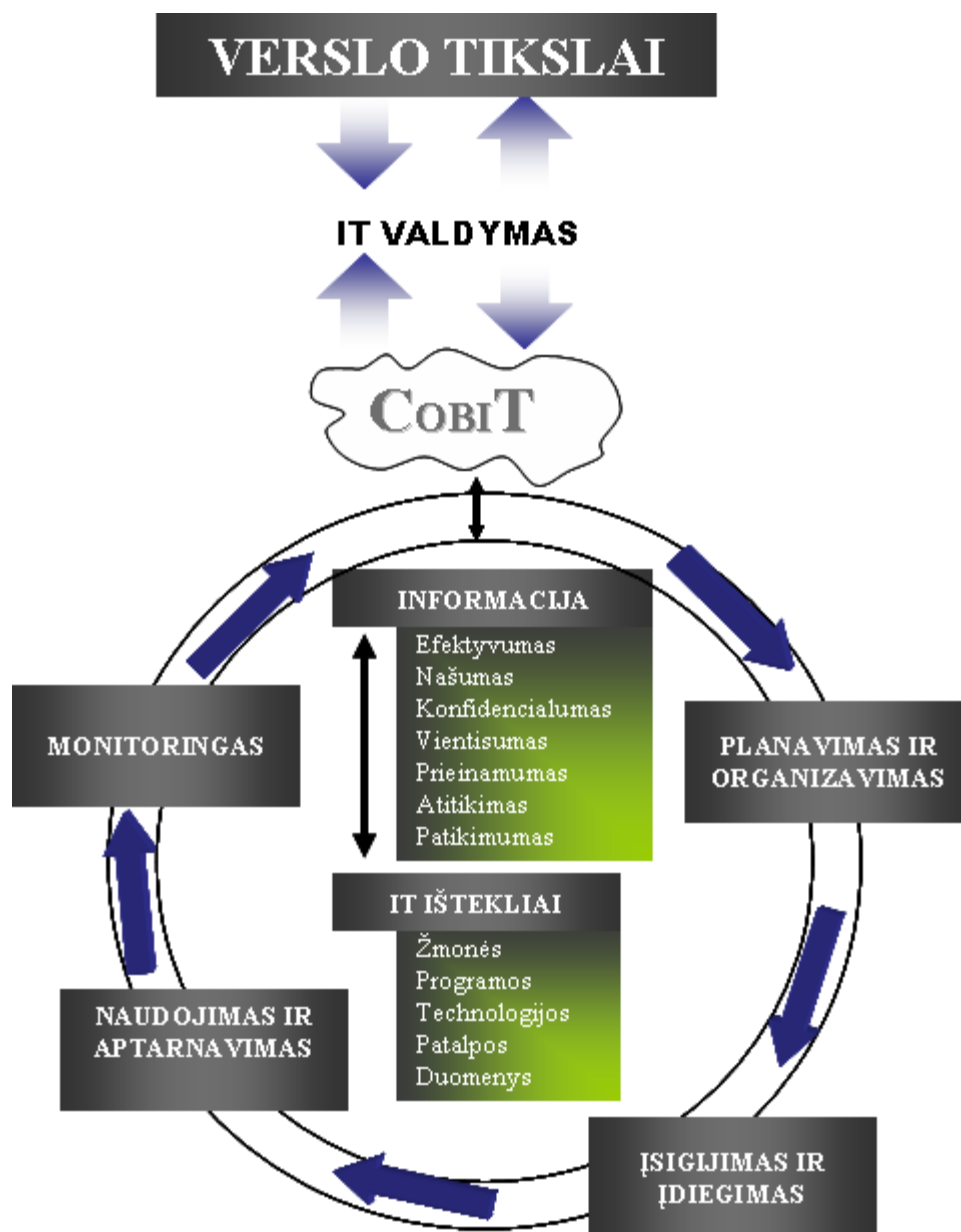 VERSLO TIKSLAI
IT VALDYMAS
COBIT
INFORMACIJA
Efektyvumas
Našumas
Konfidencialumas
Vientisumas
Prieinamumas
Atitikimas
Patikimumas
MONITORINGAS
PLANAVIMAS IR
ORGANIZAVIMAS
IT IŠTEKLIAI
Žmonės
Programos
Technologijos
Patalpos
Duomenys
NAUDOJIMAS IR
APTARNAVIMAS
ĮSIGIJIMAS IR
ĮDIEGIMAS